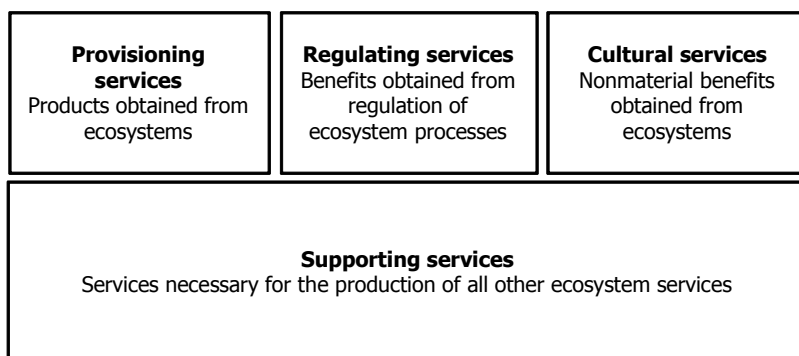 Provisioning
services
Products obtained from
ecosystems
Regulating services
Benefits obtained from
regulation of
ecosystem processes
Cultural services
Nonmaterial benefits
obtained from
ecosystems
Supporting services
Services necessary for the production of all other ecosystem services